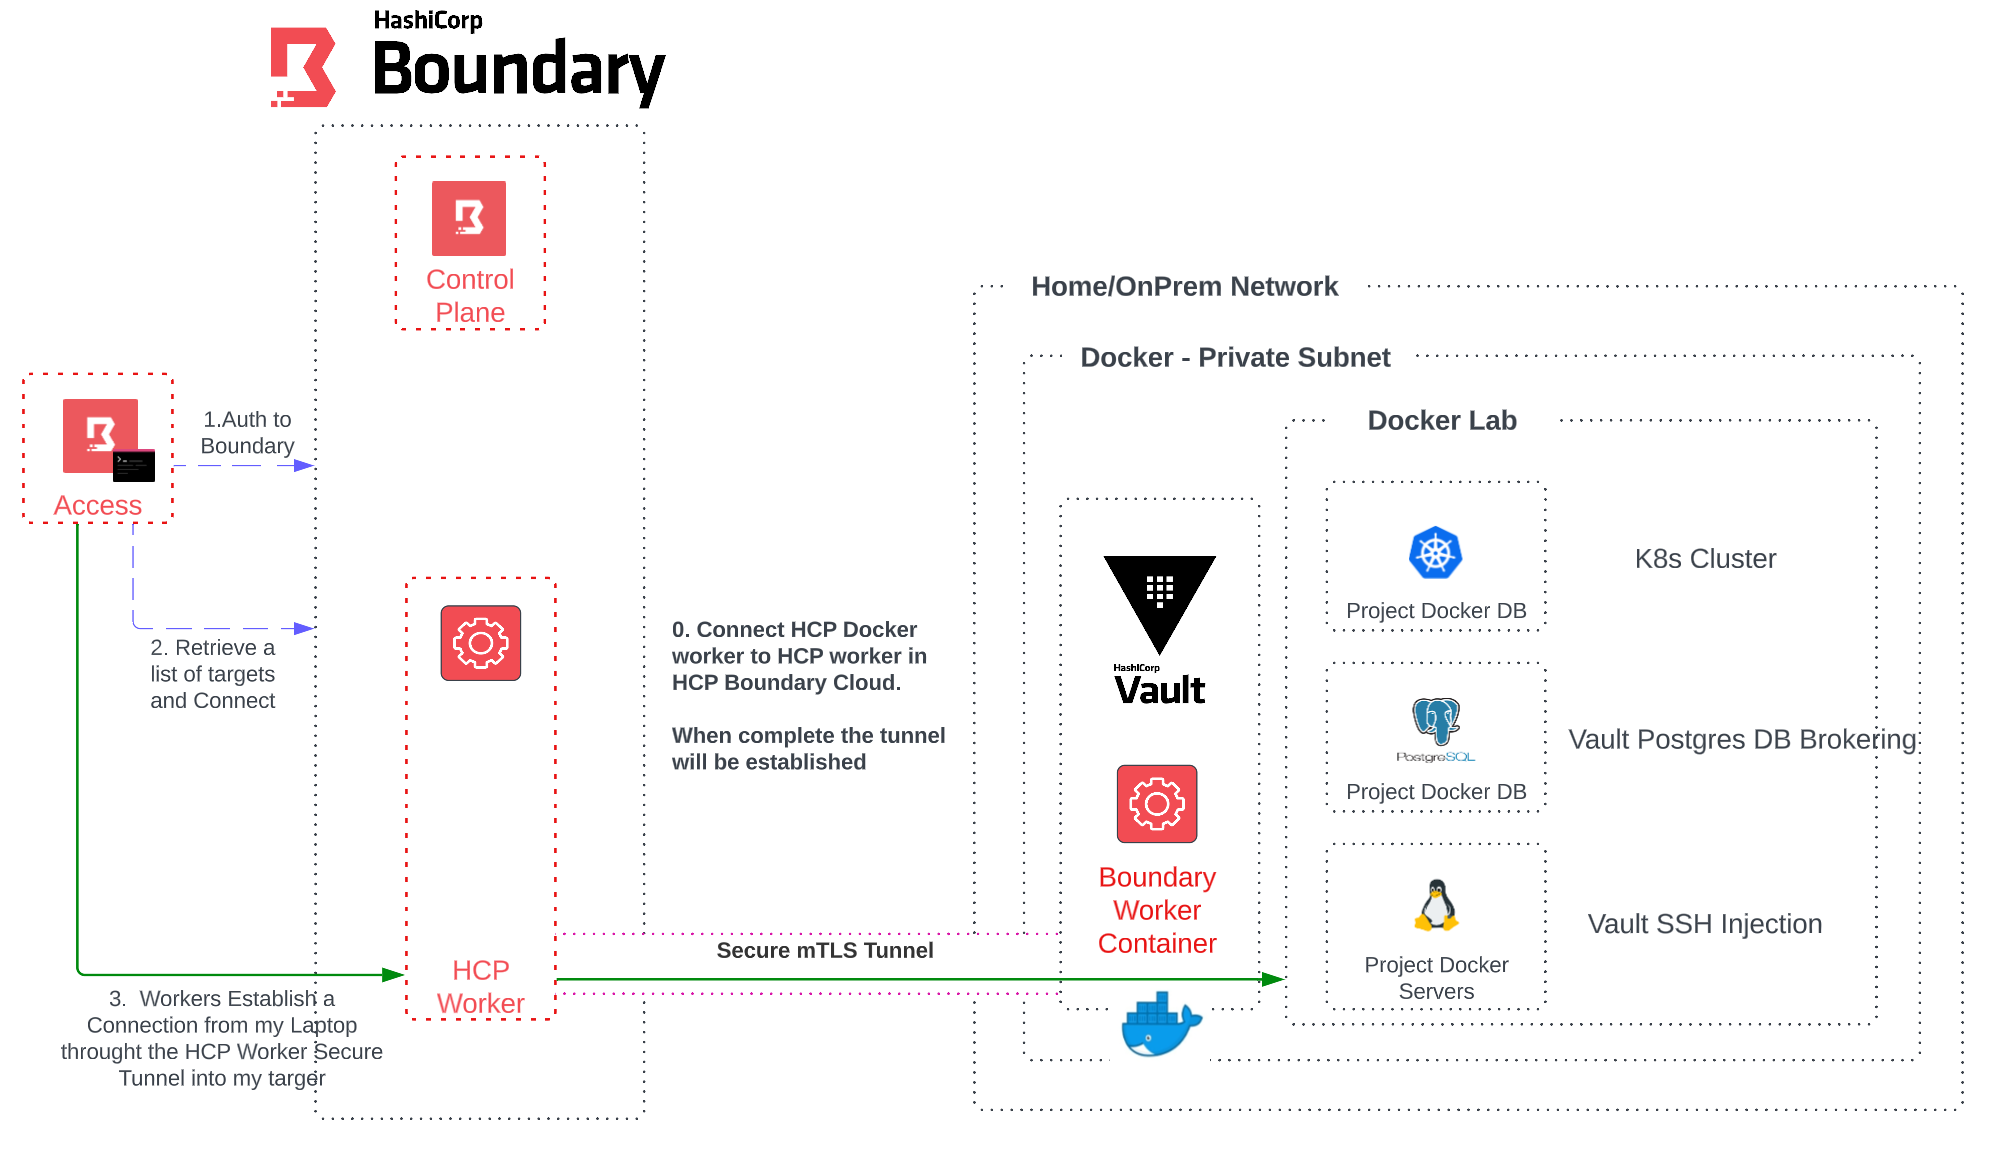 HashiCorp
Boundary
Control
Plane
Home/OnPrem Network
Docker - Private Subnet
Docker Lab
1.Auth to
Boundary
Access
K8s Cluster
Project Docker DB
2. Retrieve a
list of targets
and Connect
0. Connect HCP Docker
worker to HCP worker in
HCP Boundary Cloud.
When complete the tunnel
will be established
HashiCorp
Vault
PostgreSQL
Project Docker DB
Vault Postgres DB Brokering
Boundary
Worker
Container
Vault SSH Injection
Project Docker
Servers
Secure mTLS Tunnel
HCP
Worker
3. Workers Establish a
Connection from my Laptop
throught the HCP Worker Secure
Tunnel into my targer